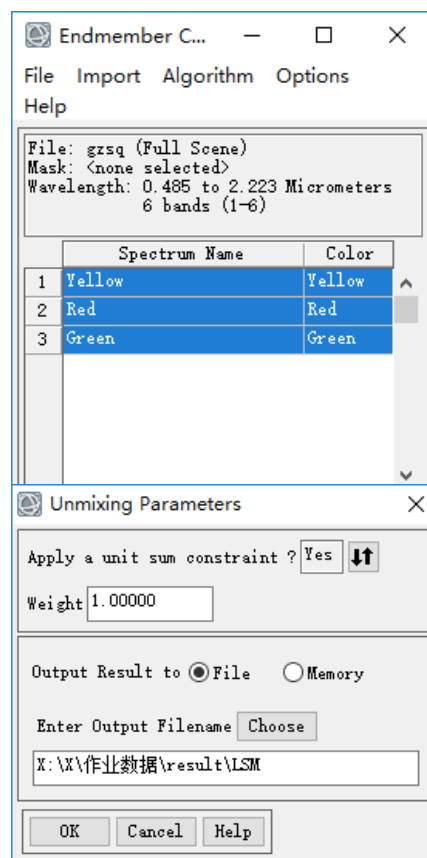 Endmember C...
File Import Algorithm Options
Help
File: gzsq (Full Scene)
Mask: <none selected>
Wavelength: 0.485 to 2.223 Micrometers
6 bands (1-6)
Spectrum Name Color
1 Yellow Yellow
2 Red Red
3 Green Green
Unmixing Parameters
Apply a unit sum constraint ? Yes
Weight 1.00000
Output Result to File Memory
Enter Output Filename Choose
X:\X\作业数据\result\LSM
OK Cancel Help